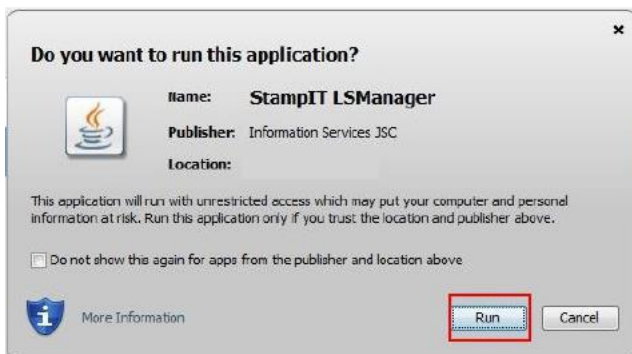 Do you want to run this application?
Name: StampIT LSManager
Publisher: Information Services JSC
Location:
This application will run with unrestricted access which may put your computer and personal
information at risk. Run this application only if you trust the location and publisher above.
Do not show this again for apps from the publisher and location above
More Information
Run
Cancel